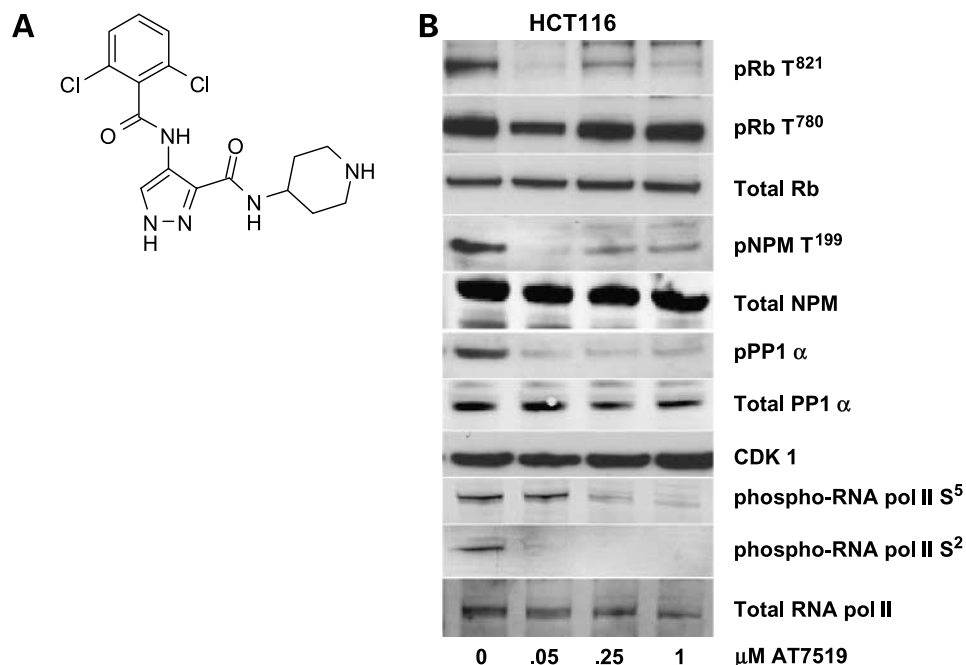 A
Cl
Cl
O
NH
O
N
H
NH
N
H
N
B
HCT116
pRb T821
pRb T780
Total Rb
pNPM T199
Total NPM
pPP1 α
Total PP1 α
CDK 1
phospho-RNA pol II S5
phospho-RNA pol II S2
Total RNA pol II
0 .05 .25 1 μM AT7519